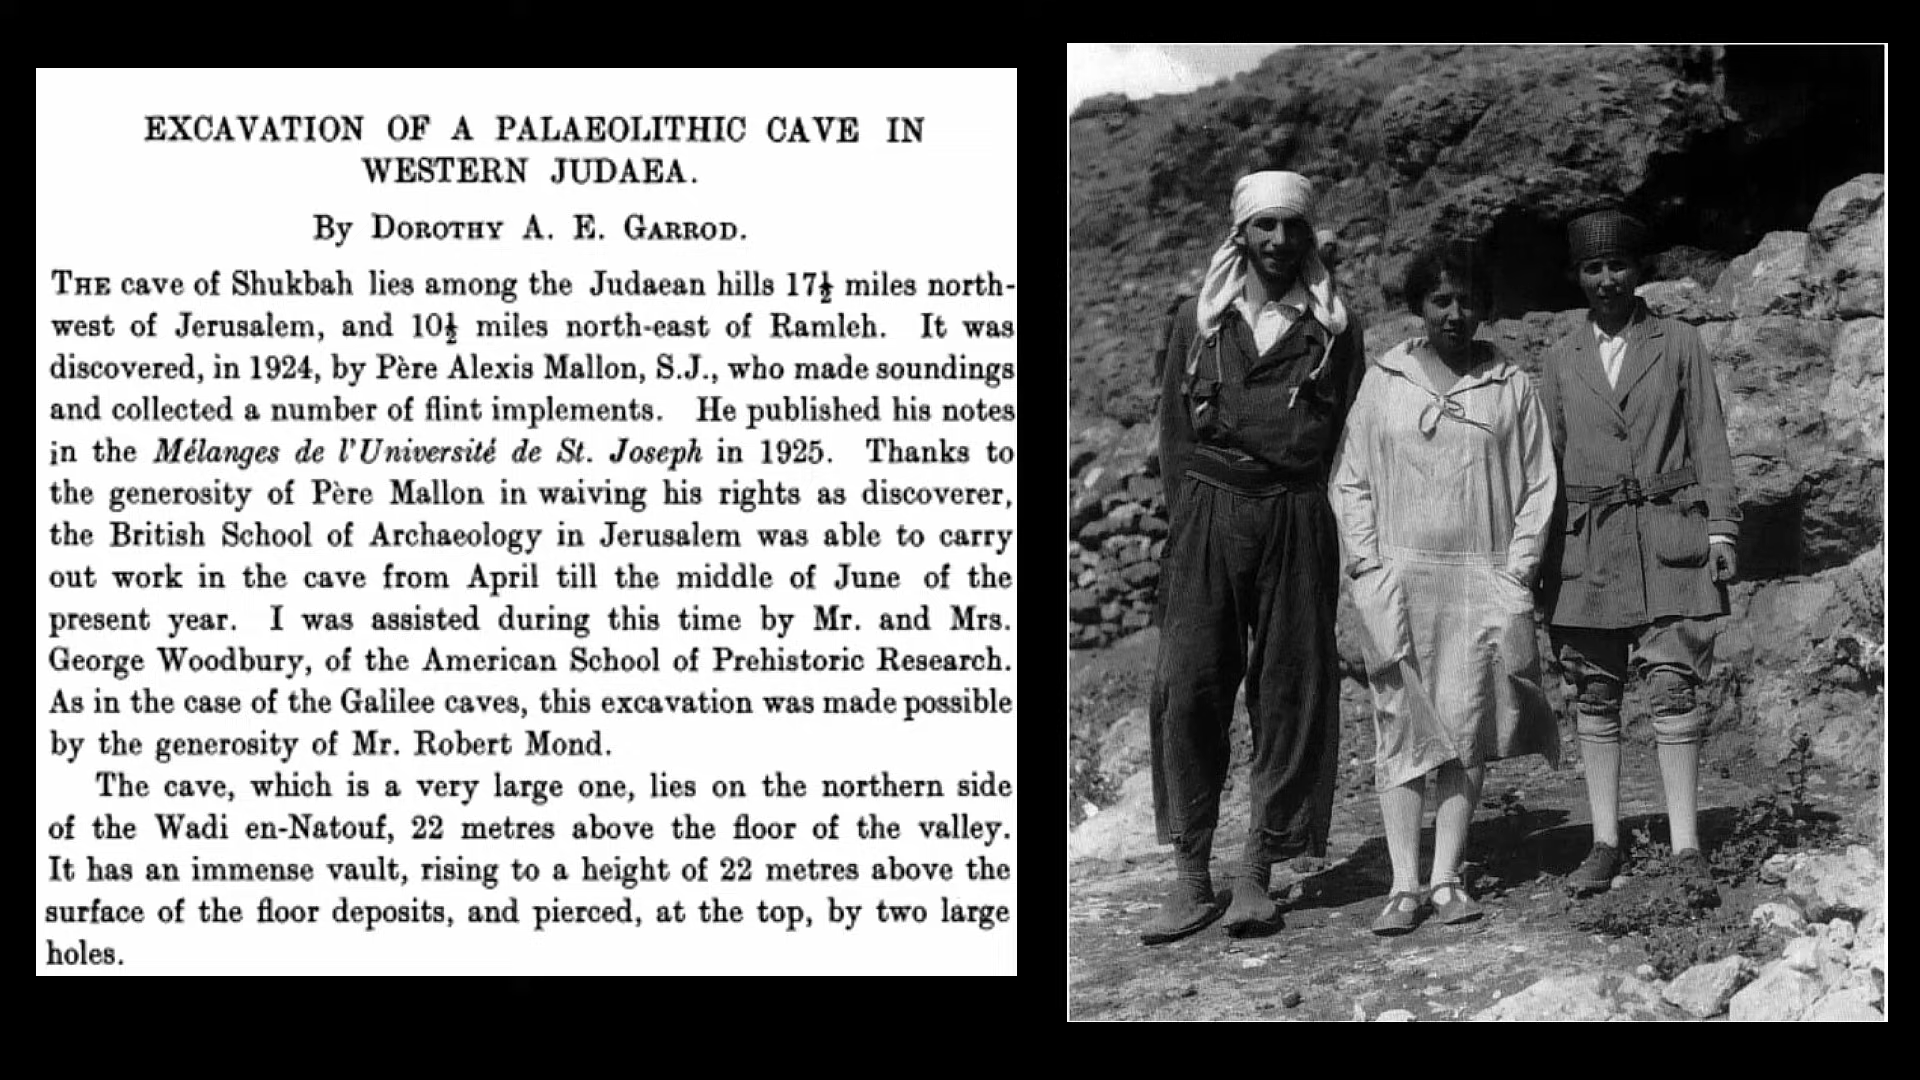 EXCAVATION OF A PALAEOLITHIC CAVE IN
WESTERN JUDAEA.
By DOROTHY A. E. GARROD.
THE cave of Shukbah lies among the Judaean hills 17½ miles north-
west of Jerusalem, and 10½ miles north-east of Ramleh. It was
discovered, in 1924, by Père Alexis Mallon, S.J., who made soundings
and collected a number of flint implements. He published his notes
in the Mélanges de l'Université de St. Joseph in 1925. Thanks to
the generosity of Père Mallon in waiving his rights as discoverer,
the British School of Archaeology in Jerusalem was able to carry
out work in the cave from April till the middle of June of the
present year. I was assisted during this time by Mr. and Mrs.
George Woodbury, of the American School of Prehistoric Research.
As in the case of the Galilee caves, this excavation was made possible
by the generosity of Mr. Robert Mond.
The cave, which is a very large one, lies on the northern side
of the Wadi en-Natouf, 22 metres above the floor of the valley.
It has an immense vault, rising to a height of 22 metres above the
surface of the floor deposits, and pierced, at the top, by two large
holes.